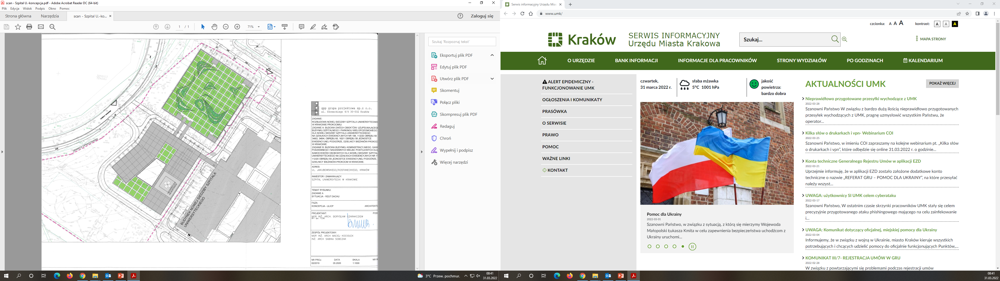 scan - Szpital U.-koncepcja.pdf - Adobe Acrobat Reader DC (64-bit)
Plik Edycja Widok Podpis Okno Pomoc
Strona główna Narzędzia scan - Szpital U.-ko... Zaloguj się
1 / 1 71%
GRANICA OPRACOWANIA
BUDYNEK NOWEJ SIEDZIBY SZPITALA
UNIWERSYTECKIEGO
gpp grupa projektowa sp.z o.o.
ul. Słowackiego 4/4 30-032 Kraków
ZADANIE:
ROZBUDOWA NOWEJ SIEDZIBY SZPITALA UNIWERSYTECKIE
W KRAKOWIE PROKOCIMIU:
ZADANIE A: BUDOWA DWÓCH OBIEKTÓW: UZUPEŁNIAJĄCEG
BUDYNKU SZPITALNEGO I PARKINGU WIELOPOZIOMOWEGO
DLA NOWEJ SIEDZIBY SZPITALA UNIWERSYTECKIEGO
NA DZIAŁKACH EWIDENCYJNYCH NR 188, 112/20 OBRĘBU 59
348/2, 348/4, OBRĘBU 60, 162/1 OBRĘBU 58 JEDNOSTCE
EWIDENCYJNEJ PODGÓRZE, DZIELNICY BIEŻANÓW-PROKOC
W KRAKOWIE.
ZADANIE B: BUDOWA BUDYNKU ADMINISTRACYJNEGO, GARA
PODZIEMNEGO I NADZIEMNYCH MIEJSC POSTOJOWYCH DLA
SAMOCHODÓW OSOBOWYCH DLA NOWEJ SIEDZIBY SZPITAL
UNIWERSYTECKIEGO NA DZIAŁKACH EWIDENCYJNYCH NR 1
112/20 OBRĘBU 59 JEDNOSTCE EWIDENCYJNEJ PODGÓRZE,
DZIELNICY BIEŻANÓW-PROKOCIM W KRAKOWIE.
ADRES:
UL. JAKUBOWSKIEGO/KOSTANECKIEGO, KRAKÓW
INWESTOR / ZAMAWIAJĄCY:
SZPITAL UNIWERSYTECKI W KRAKOWIE
TEMAT RYSUNKU:
ZADANIE A
SYTUACJA - RZUT DACHU
FAZA:
KONCEPCJA - ULICP ARCHITEKTU
PROJEKTANT: POD
MGR INŻ. ARCH. BORYSŁAW CZARAKCZIEW
ZESPÓŁ PROJEKTOWY:
MGR INŻ. ARCH MACIEJ KOCIOŁEK
INŻ. ARCH SABINA SOBCZAK
NR PROJ. DATA SKALA NR R
02/2019 05.2020 1:1000
Szukaj 'Rozpoznaj tekst'
Eksportuj plik PDF
Edytuj plik PDF
Utwórz plik PDF
Skomentuj
Połącz pliki
Skompresuj plik PDF
Redaguj
Chroń
Wypełnij i podpisz
Więcej narzędzi
3°C Przew. pochmur. 08:41
31.03.2022
Serwis informacyjny Urzędu Mias
www.umk/
czcionka: A A A kontrast: A A A
Kraków
SERWIS INFORMACYJNY
Urzędu Miasta Krakowa
Szukaj...
MAPA STRONY
O URZĘDZIE BANK INFORMACJI INFORMACJE DLA PRACOWNIKÓW STRONY WYDZIAŁÓW PO GODZINACH KALENDARIUM
ALERT EPIDEMICZNY -
FUNKCJONOWANIE UMK
OGŁOSZENIA I KOMUNIKATY
PRASÓWKA
O SERWISIE
PRAWO
POMOC
WAŻNE LINKI
KONTAKT
czwartek,
31 marca 2022 r.
słaba mżawka
5°C 1001 hPa
jakość
powietrza:
bardzo dobra
Pomoc dla Ukrainy
2022-03-01
Szanowni Państwo, w związku z sytuacją, z którą się mierzymy Wojewoda
Małopolski Łukasza Kmita w celu zapewnienia bezpieczeństwa uchodźcom z
Ukrainy uruchomi...
AKTUALNOŚCI UMK
POKAŻ WIĘCEJ
Nieprawidłowo przygotowane przesyłki wychodzące z UMK
2022-03-28
Szanowni Państwo W związku z bardzo dużą ilością nieprawidłowo przygotowanych
przesyłek wychodzących z UMK, pragnę uzmysłowić wszystkim Państwu, że
operator...
Kilka słów o drukarkach i vpn- Webinarium COI
2022-03-25
Szanowni Państwo, w imieniu COI zapraszamy na kolejne webinarium pt. „Kilka słów
o drukarkach i vpn”, które odbędzie się online 31.03.2022 r. o godzinie...
Konta techniczne Generalnego Rejestru Umów w aplikacji EZD
2022-03-21
Uprzejmie informuję, że w aplikacji EZD zostało założone dodatkowe konto
techniczne o nazwie „REFERAT GRU – POMOC DLA UKRAINY”, na które przesyłać
należy wszyst...
UWAGA: użytkownicy SI UMK celem cyberataku
2022-03-17
Szanowni Państwo, W ostatnim czasie skrzynki pracowników UMK stały się celem
precyzyjnie przygotowanego ataku phishingowego mającego na celu zainfekowanie
i...
UWAGA: Komunikat dotyczący oficjalnej, miejskiej pomocy dla Ukrainy
2022-03-04
Informujemy, że w związku z wojną w Ukrainie, miasto Kraków kieruje wszystkich
potrzebujących i chcących udzielić pomocy do oficjalnie funkcjonujących Punktów,...
KOMUNIKAT III/7- REJESTRACJA UMÓW W GRU
2022-02-28
W związku z powtarzającymi się problemami podczas rejestracji umów
08:41
31.03.2022